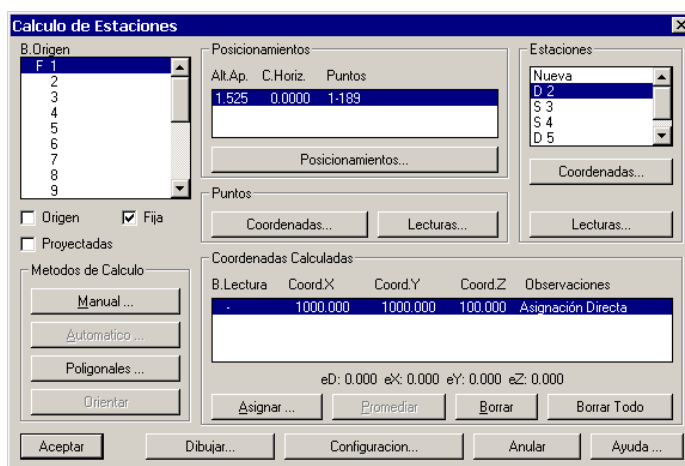 Calculo de Estaciones
B.Origen
F 1
2
3
4
5
6
7
8
9
Origen Fija
Proyectadas
Metodos de Calculo
Manual ...
Automatico ...
Poligonales ...
Orientar
Posicionamientos
Alt.Ap. C.Horiz. Puntos
1.525 0.0000 1-189
Posicionamientos...
Puntos
Coordenadas... Lecturas...
Estaciones
Nueva
D 2
S 3
S 4
D 5
Coordenadas...
Lecturas...
Coordenadas Calculadas
B.Lectura Coord.X Coord.Y Coord.Z Observaciones
- 1000.000 1000.000 100.000 Asignación Directa
eD: 0.000 eX: 0.000 eY: 0.000 eZ: 0.000
Asignar ... Promediar Borrar Borrar Todo
Aceptar Dibujar... Configuracion... Anular Ayuda ...